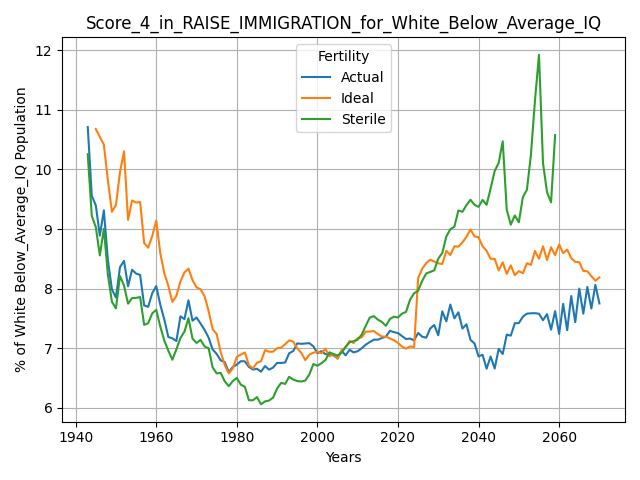 Score_4_in_RAISE_IMMIGRATION_for_White_Below_Average_IQ
% of White Below_Average_IQ Population
12
11
10
9
8
7
6
Fertility
Actual
Ideal
Sterile
1940 1960 1980 2000 2020 2040 2060
Years